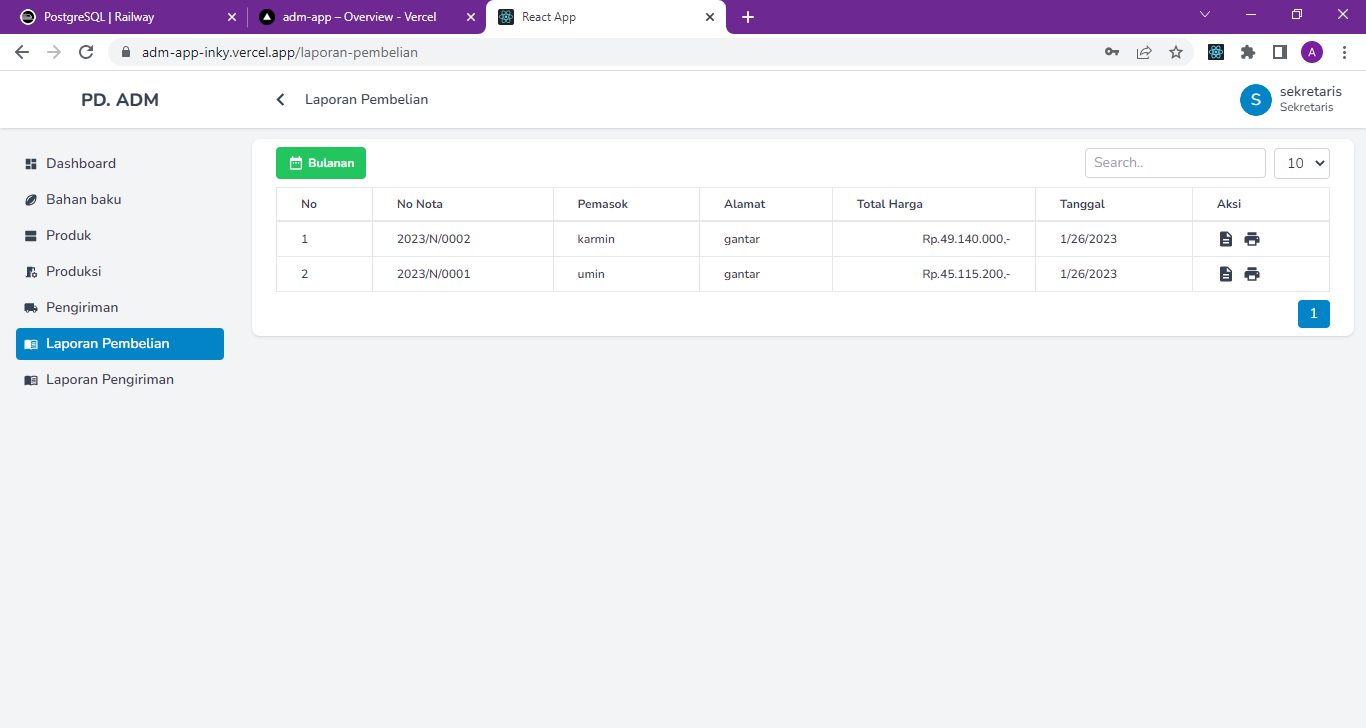 PostgreSQL | Railway
adm-app – Overview - Vercel
React App
adm-app-inky.vercel.app/laporan-pembelian
A
PD. ADM
Laporan Pembelian
S
sekretaris
Sekretaris
Dashboard
Bahan baku
Produk
Produksi
Pengiriman
Laporan Pembelian
Laporan Pengiriman
Bulanan
Search..
10
No No Nota Pemasok Alamat Total Harga Tanggal Aksi
1 2023/N/0002 karmin gantar Rp.49.140.000,- 1/26/2023
2 2023/N/0001 umin gantar Rp.45.115.200,- 1/26/2023
1